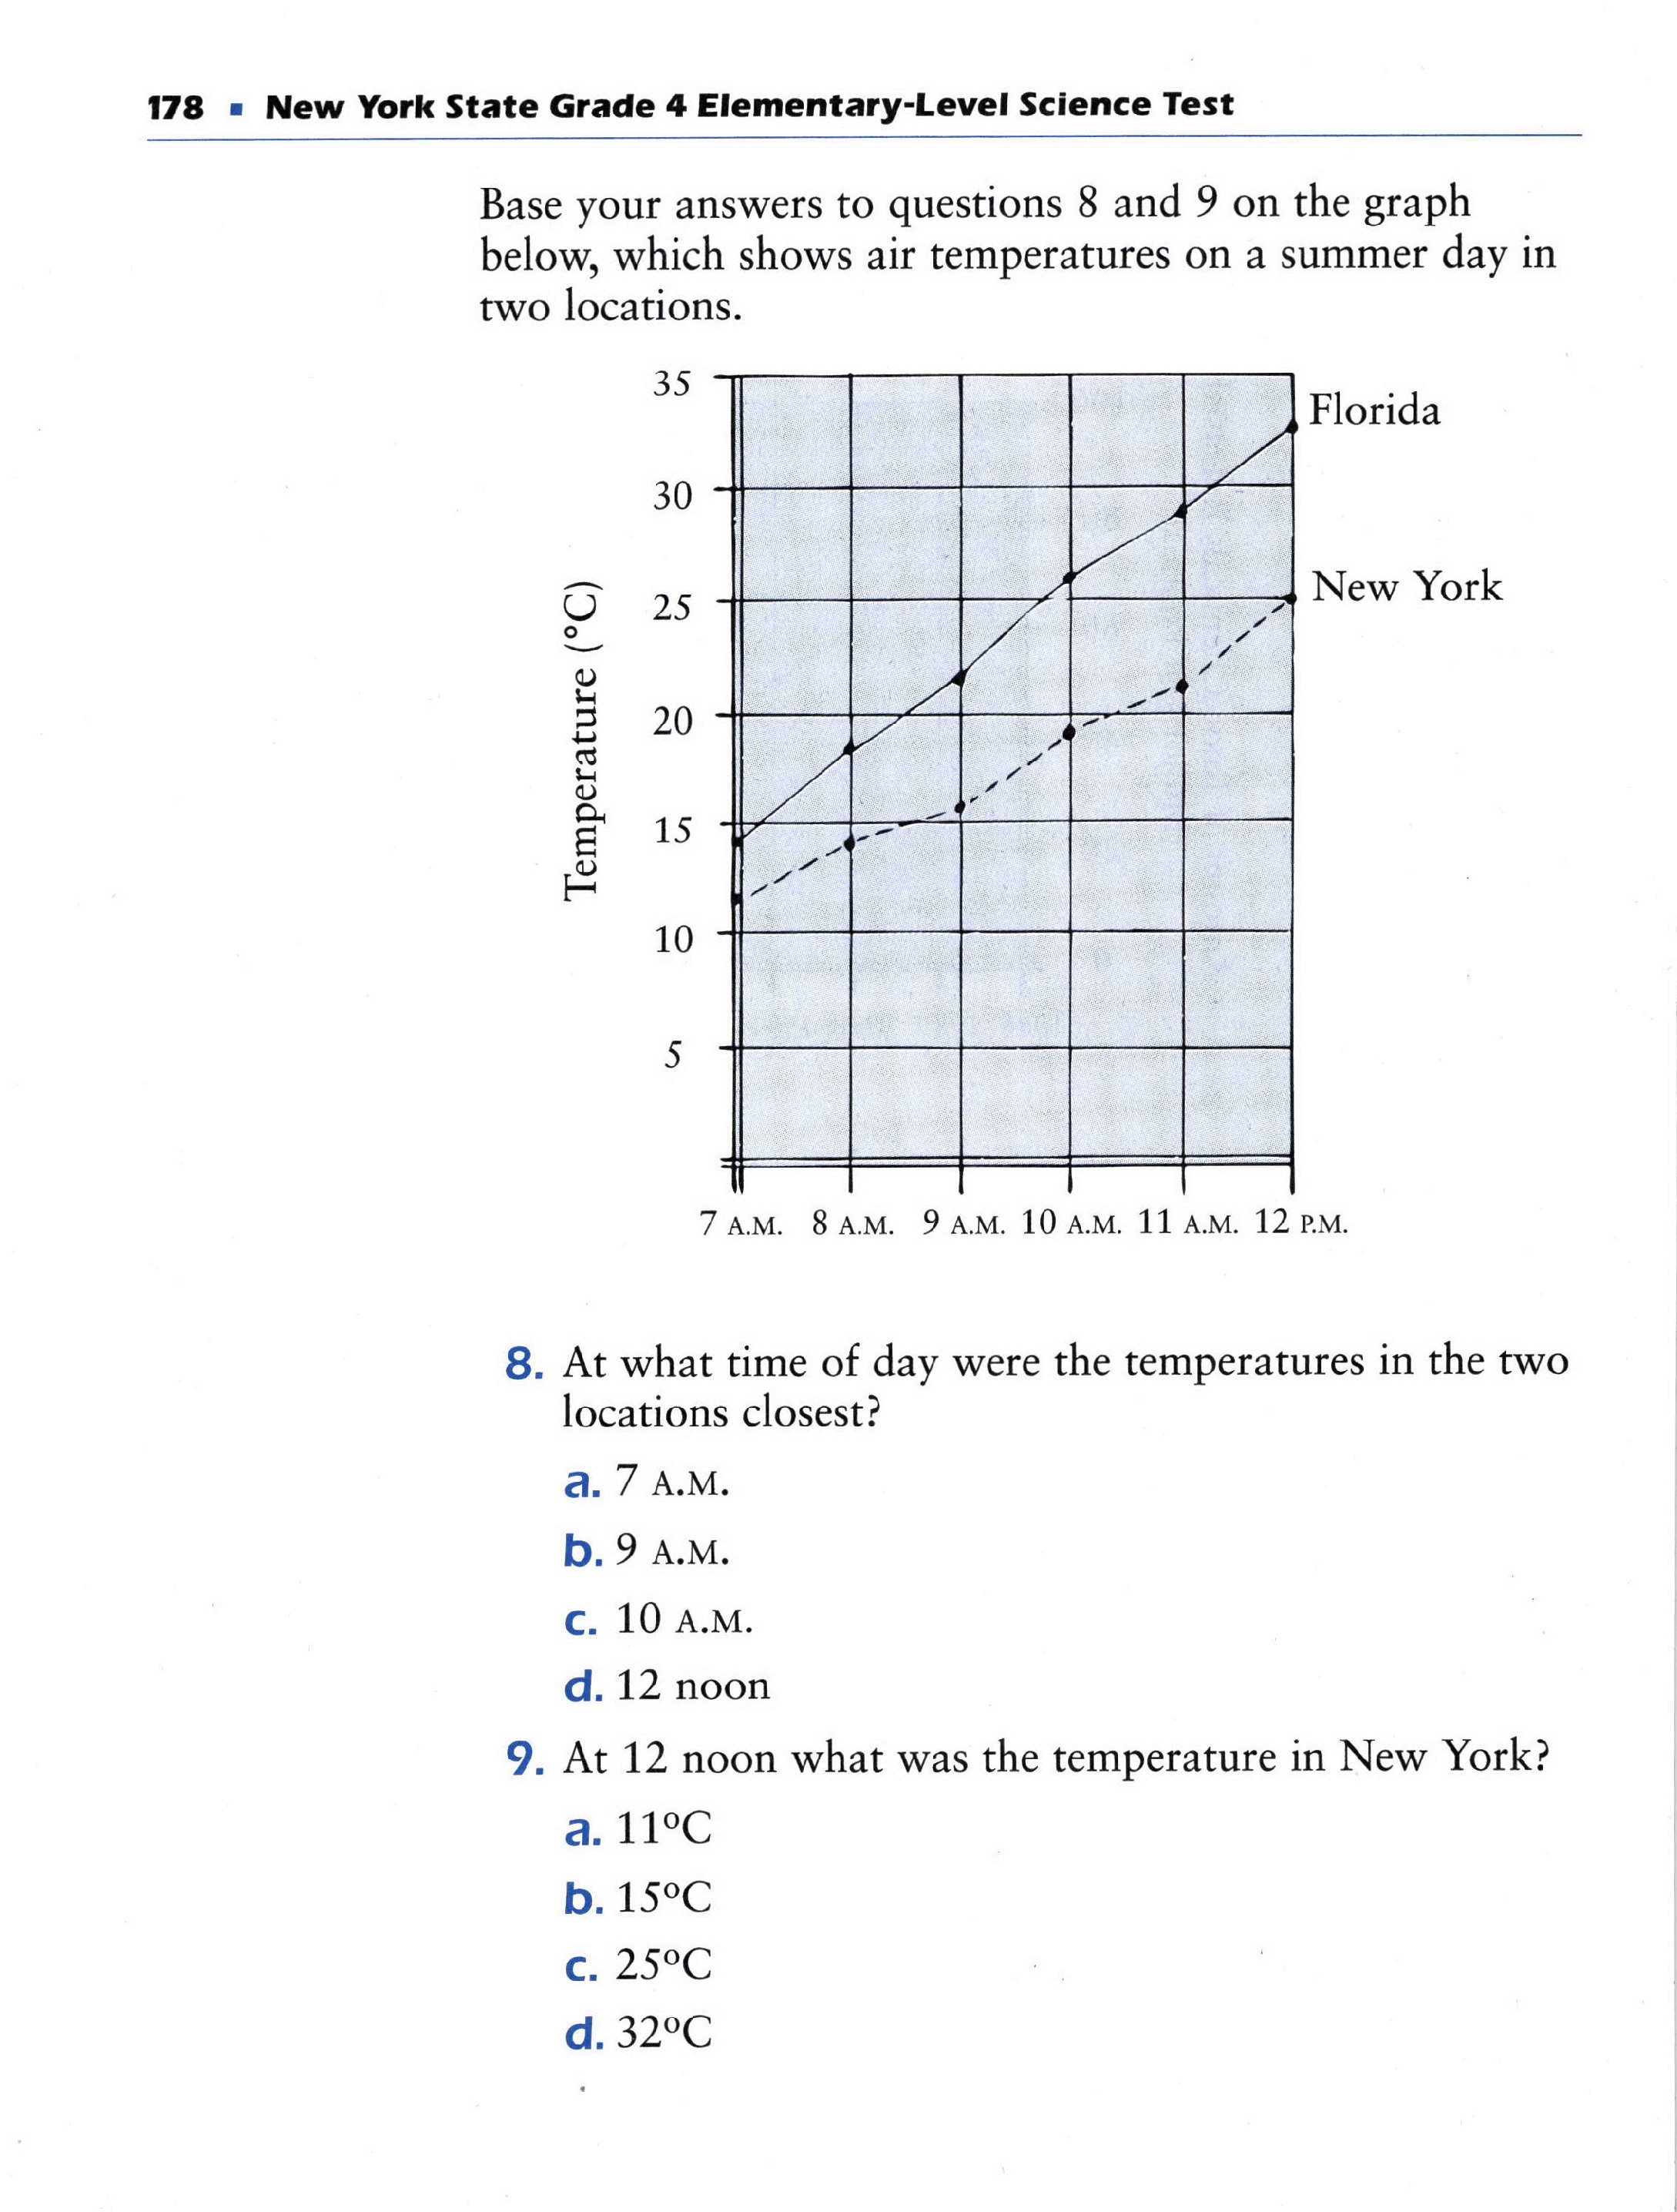 178 ▪ New York State Grade 4 Elementary-Level Science Test
Base your answers to questions 8 and 9 on the graph
below, which shows air temperatures on a summer day in
two locations.
35
Florida
30
New York
25
Temperature (°C)
20
15
10
5
7 A.M. 8 A.M. 9 A.M. 10 A.M. 11 A.M. 12 P.M.
8. At what time of day were the temperatures in the two
locations closest?
a. 7 A.M.
b. 9 A.M.
c. 10 A.M.
d. 12 noon
9. At 12 noon what was the temperature in New York?
a. 11°C
b. 15°C
c. 25°C
d. 32°C